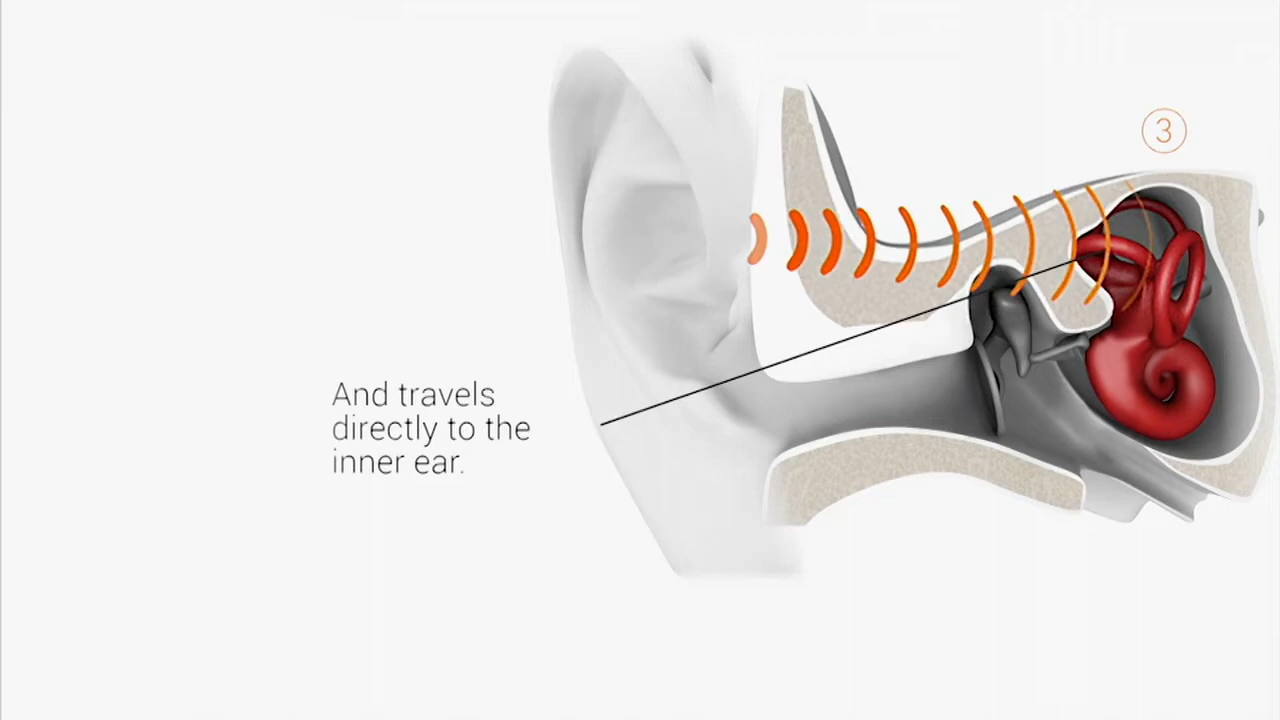 3
And travels
directly to the
inner ear.